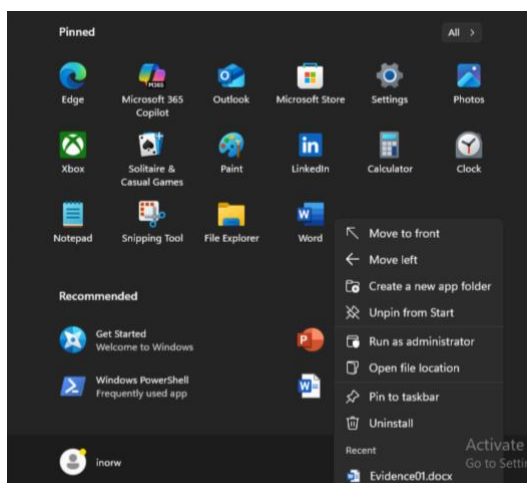 Pinned
All >
Edge
Microsoft 365
Copilot
Outlook
Microsoft Store
Settings
Photos
Xbox
Solitaire &
Casual Games
Paint
LinkedIn
Calculator
Clock
Notepad
Snipping Tool
File Explorer
Word
Move to front
Move left
Create a new app folder
Unpin from Start
Run as administrator
Open file location
Pin to taskbar
Uninstall
Recent
Evidence01.docx
Recommended
Get Started
Welcome to Windows
Windows PowerShell
Frequently used app
inorw
Activate
Go to Settin